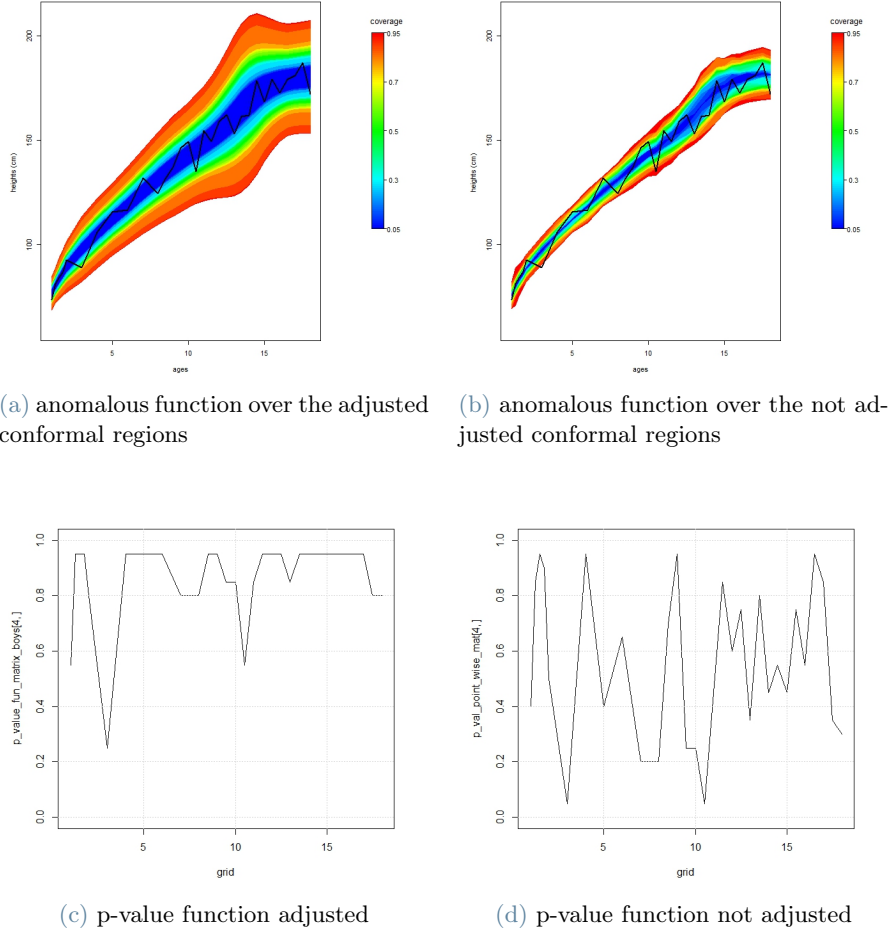 coverage
200
150
100
heights (cm)
5
10
15
ages
0.95
0.7
0.5
0.3
0.05
coverage
200
150
100
heights (cm)
5
10
15
ages
0.95
0.7
0.5
0.3
0.05
(a) anomalous function over the adjusted
conformal regions
(b) anomalous function over the not ad-
justed conformal regions
p_value_fun_matrix_boys[4, ]
1.0
0.8
0.6
0.4
0.2
0.0
5
10
15
grid
p_val_point_wise_mat[4, ]
1.0
0.8
0.6
0.4
0.2
0.0
5
10
15
grid
(c) p-value function adjusted
(d) p-value function not adjusted